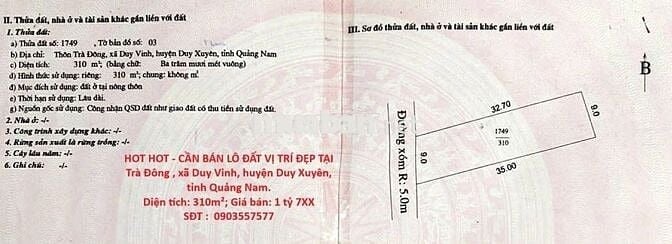 II. Thửa đất, nhà ở và tài sản khác gắn liền với đất
1. Thửa đất:
a) Thửa đất số: 1749 , Tờ bản đồ số: 03
b) Địa chỉ: Thôn Trà Đông, xã Duy Vinh, huyện Duy Xuyên, tỉnh Quảng Nam
c) Diện tích: 310 m²; (bằng chữ: Ba trăm mươi mét vuông)
d) Hình thức sử dụng: riêng: 310 m²; chung: không m²
đ) Mục đích sử dụng: đất ở tại nông thôn
e) Thời hạn sử dụng: Lâu dài.
g) Nguồn gốc sử dụng: Công nhận QSD đất như giao đất có thu tiền sử dụng đất.
2. Nhà ở: -/-
3. Công trình xây dựng khác: -/-
4. Rừng sản xuất là rừng trồng: -/-
5. Cây lâu năm: -/-
6. Ghi chú: -/-
HOT HOT - CẦN BÁN LÔ ĐẤT VỊ TRÍ ĐẸP TẠI
Trà Đông , xã Duy Vinh, huyện Duy Xuyên,
tỉnh Quảng Nam.
Diện tích: 310m²; Giá bán: 1 tỷ 7XX
SĐT : 0903557577
III. Sơ đồ thửa đất, nhà ở và tài sản khác gắn liền với đất
B
Đường xóm R: 5.0m
32.70
9.0
1749
310
9.0
35.00